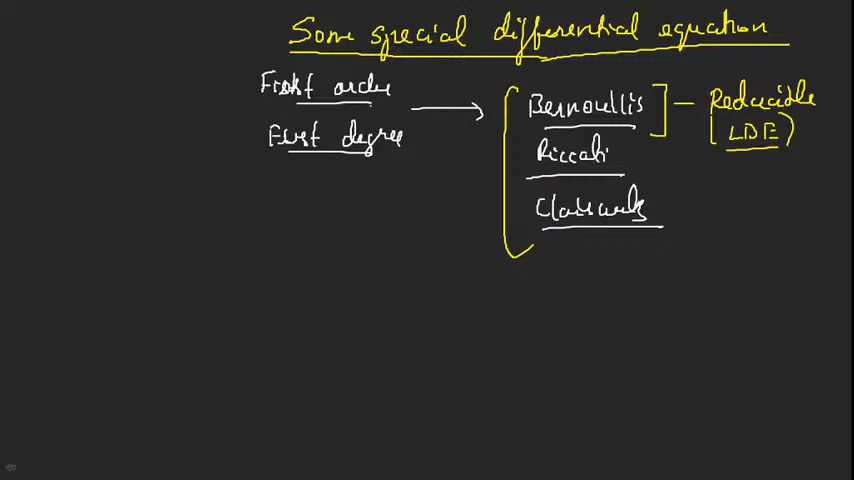 Some special differential equation
First order
First degree
Bernoullis
Reducible
(LDE)
Riccati
Clairauts